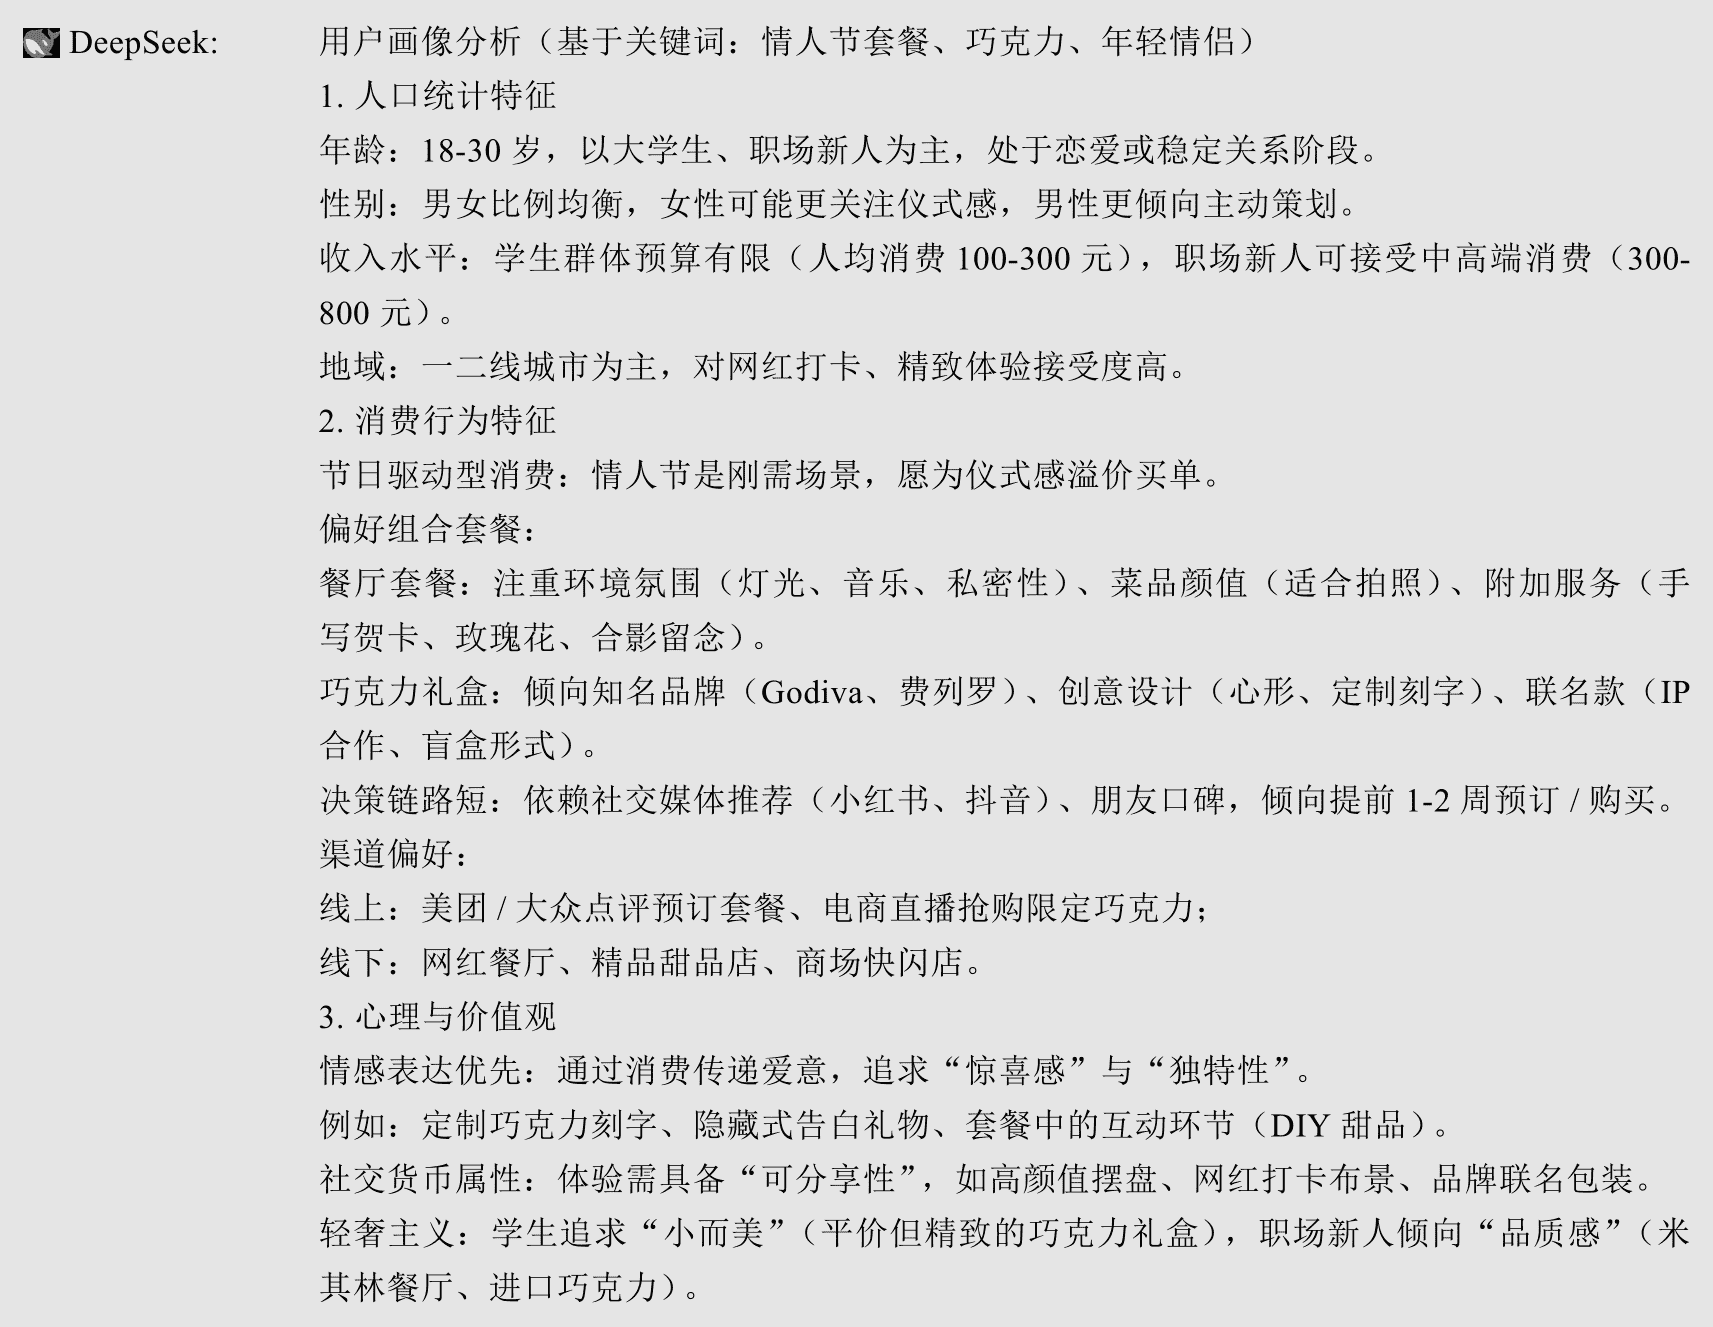 DeepSeek: 用户画像分析（基于关键词：情人节套餐、巧克力、年轻情侣）
1. 人口统计特征
年龄：18-30 岁，以大学生、职场新人为主，处于恋爱或稳定关系阶段。
性别：男女比例均衡，女性可能更关注仪式感，男性更倾向主动策划。
收入水平：学生群体预算有限（人均消费 100-300 元），职场新人可接受中高端消费（300-
800 元）。
地域：一二线城市为主，对网红打卡、精致体验接受度高。
2. 消费行为特征
节日驱动型消费：情人节是刚需场景，愿为仪式感溢价买单。
偏好组合套餐：
餐厅套餐：注重环境氛围（灯光、音乐、私密性）、菜品颜值（适合拍照）、附加服务（手
写贺卡、玫瑰花、合影留念）。
巧克力礼盒：倾向知名品牌（Godiva、费列罗）、创意设计（心形、定制刻字）、联名款（IP
合作、盲盒形式）。
决策链路短：依赖社交媒体推荐（小红书、抖音）、朋友口碑，倾向提前 1-2 周预订 / 购买。
渠道偏好：
线上：美团 / 大众点评预订套餐、电商直播抢购限定巧克力；
线下：网红餐厅、精品甜品店、商场快闪店。
3. 心理与价值观
情感表达优先：通过消费传递爱意，追求“惊喜感”与“独特性”。
例如：定制巧克力刻字、隐藏式告白礼物、套餐中的互动环节（DIY 甜品）。
社交货币属性：体验需具备“可分享性”，如高颜值摆盘、网红打卡布景、品牌联名包装。
轻奢主义：学生追求“小而美”（平价但精致的巧克力礼盒），职场新人倾向“品质感”（米
其林餐厅、进口巧克力）。